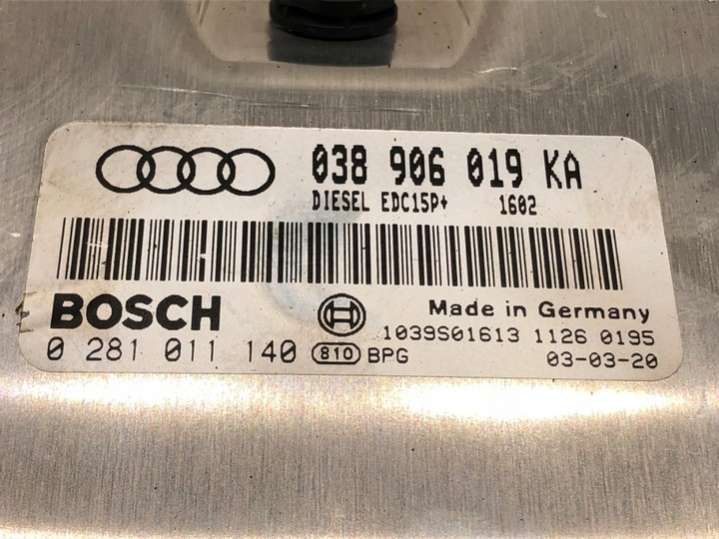 038 906 019 KA
DIESEL EDC15P+ 1602
BOSCH
Made in Germany
1039S01613 1126 0195
0 281 011 140 810 BPG 03-03-20